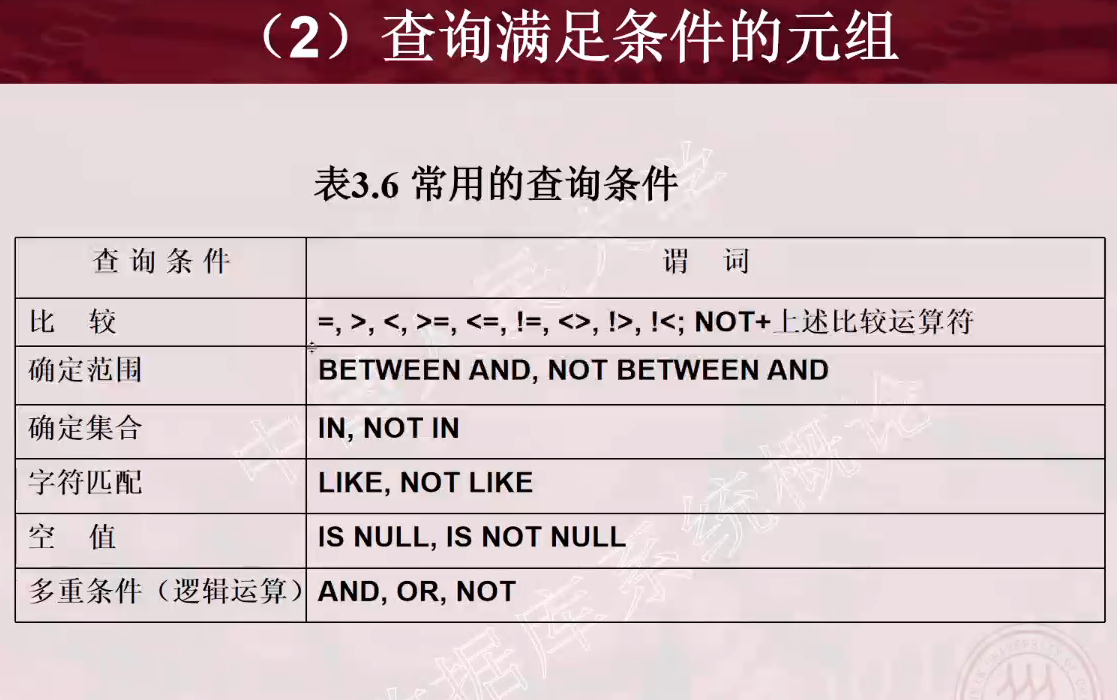 （2）查询满足条件的元组
表3.6 常用的查询条件
查 询 条 件 谓 词
比 较 =, >, <, >=, <=, !=, <>, !>, !<; NOT+上述比较运算符
确定范围 BETWEEN AND, NOT BETWEEN AND
确定集合 IN, NOT IN
字符匹配 LIKE, NOT LIKE
空 值 IS NULL, IS NOT NULL
多重条件（逻辑运算） AND, OR, NOT